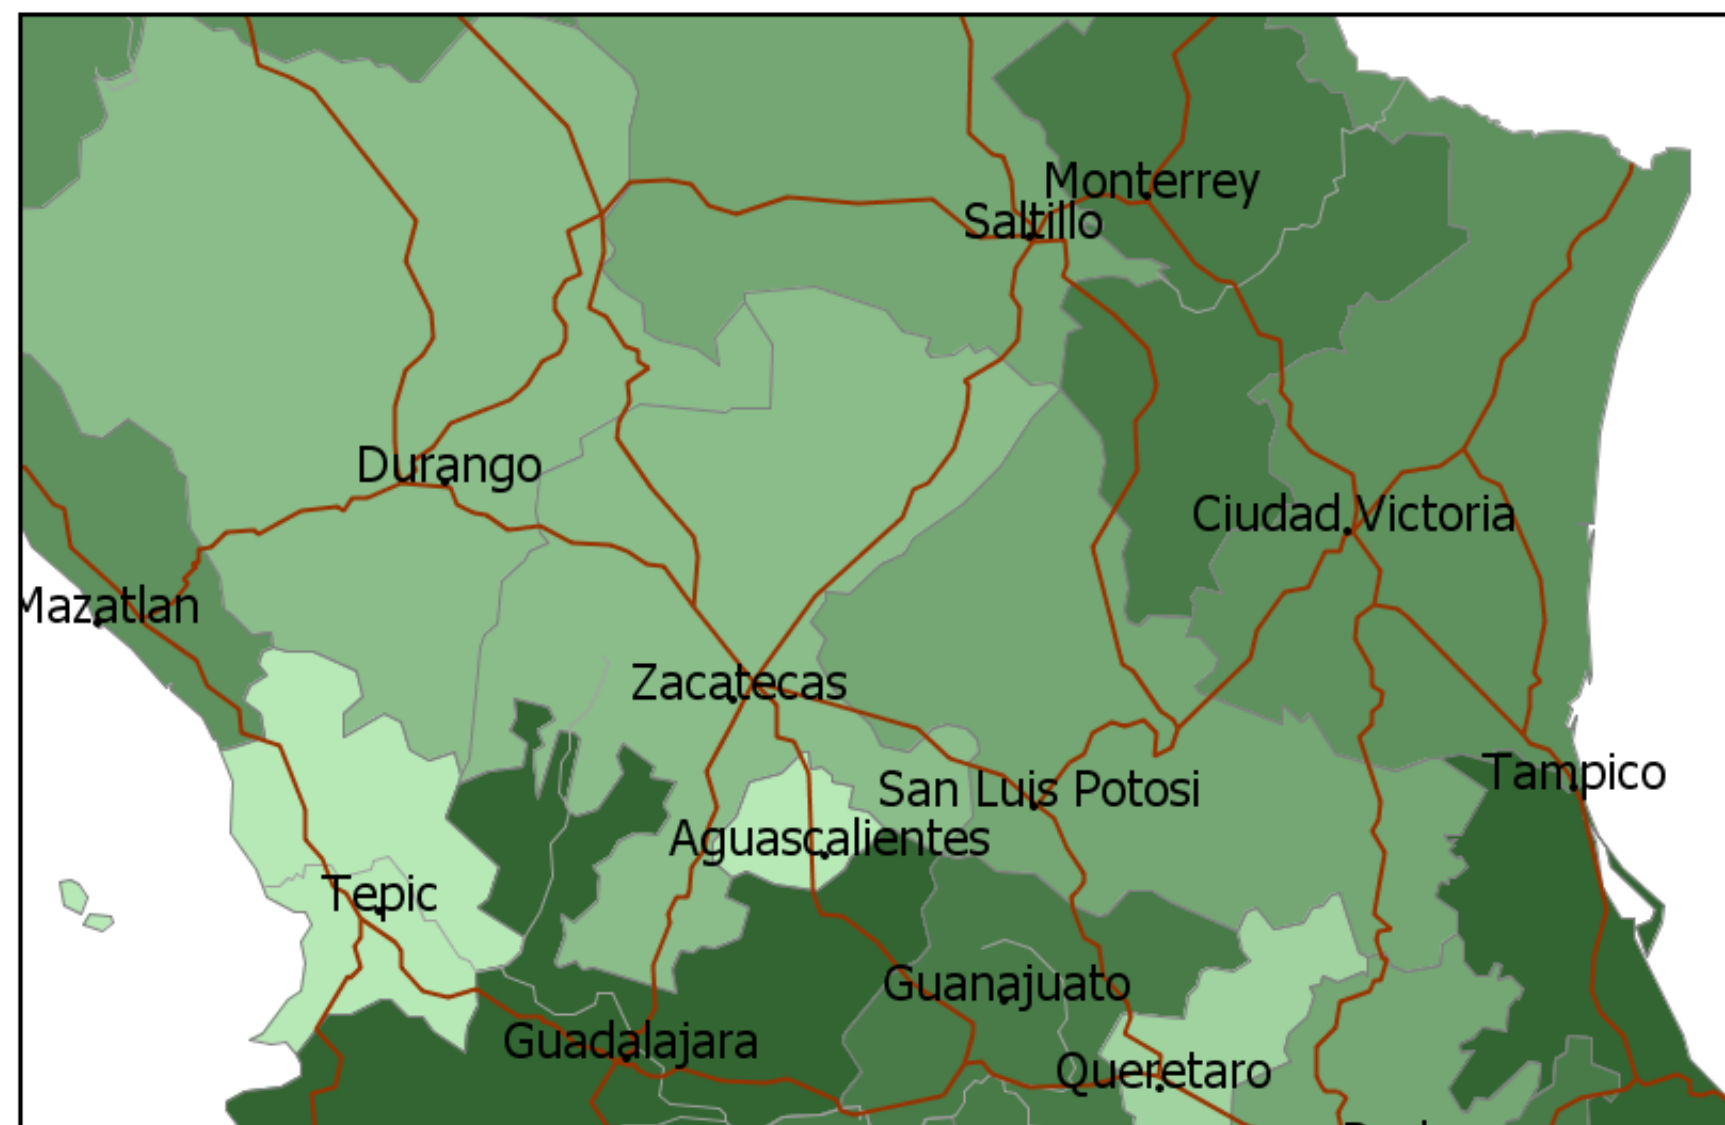 Monterrey
Saltillo
Durango
Ciudad Victoria
Mazatlan
Zacatecas
Tampico
San Luis Potosi
Aguascalientes
Tepic
Guanajuato
Guadalajara
Queretaro